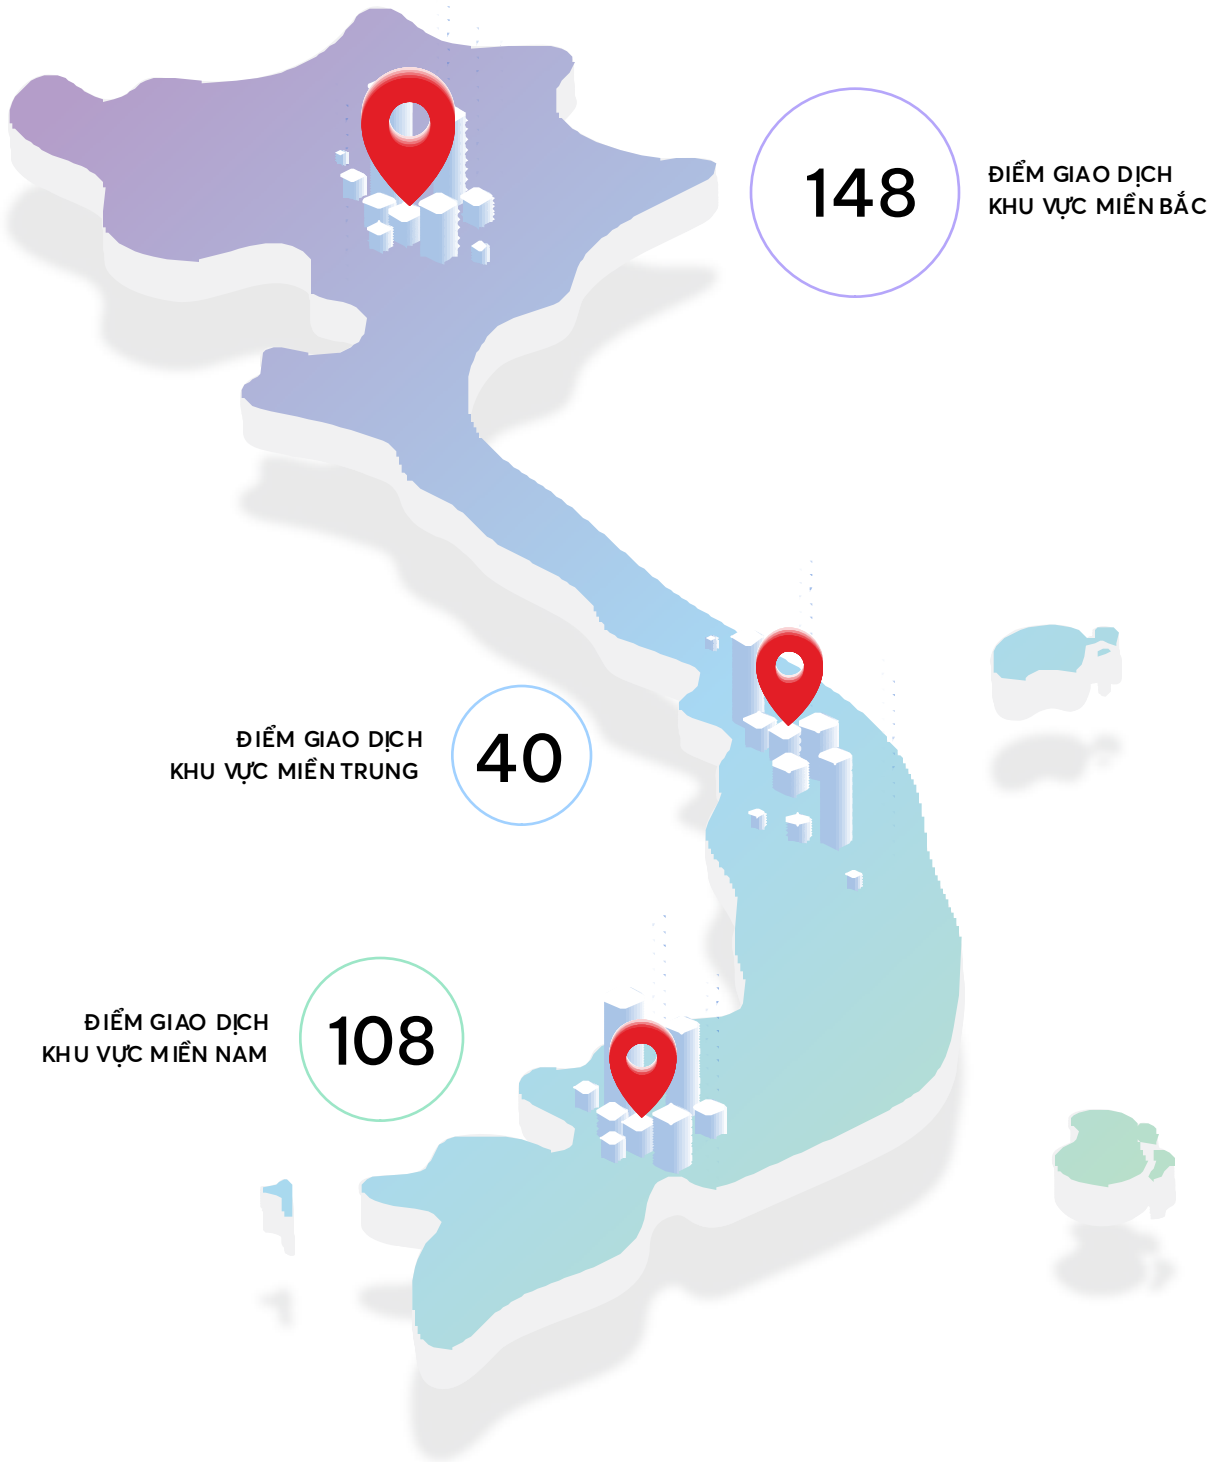 148
ĐIỂM GIAO DỊCH
KHU VỰC MIỀN BẮC
ĐIỂM GIAO DỊCH
KHU VỰC MIỀN TRUNG
40
ĐIỂM GIAO DỊCH
KHU VỰC MIỀN NAM
108